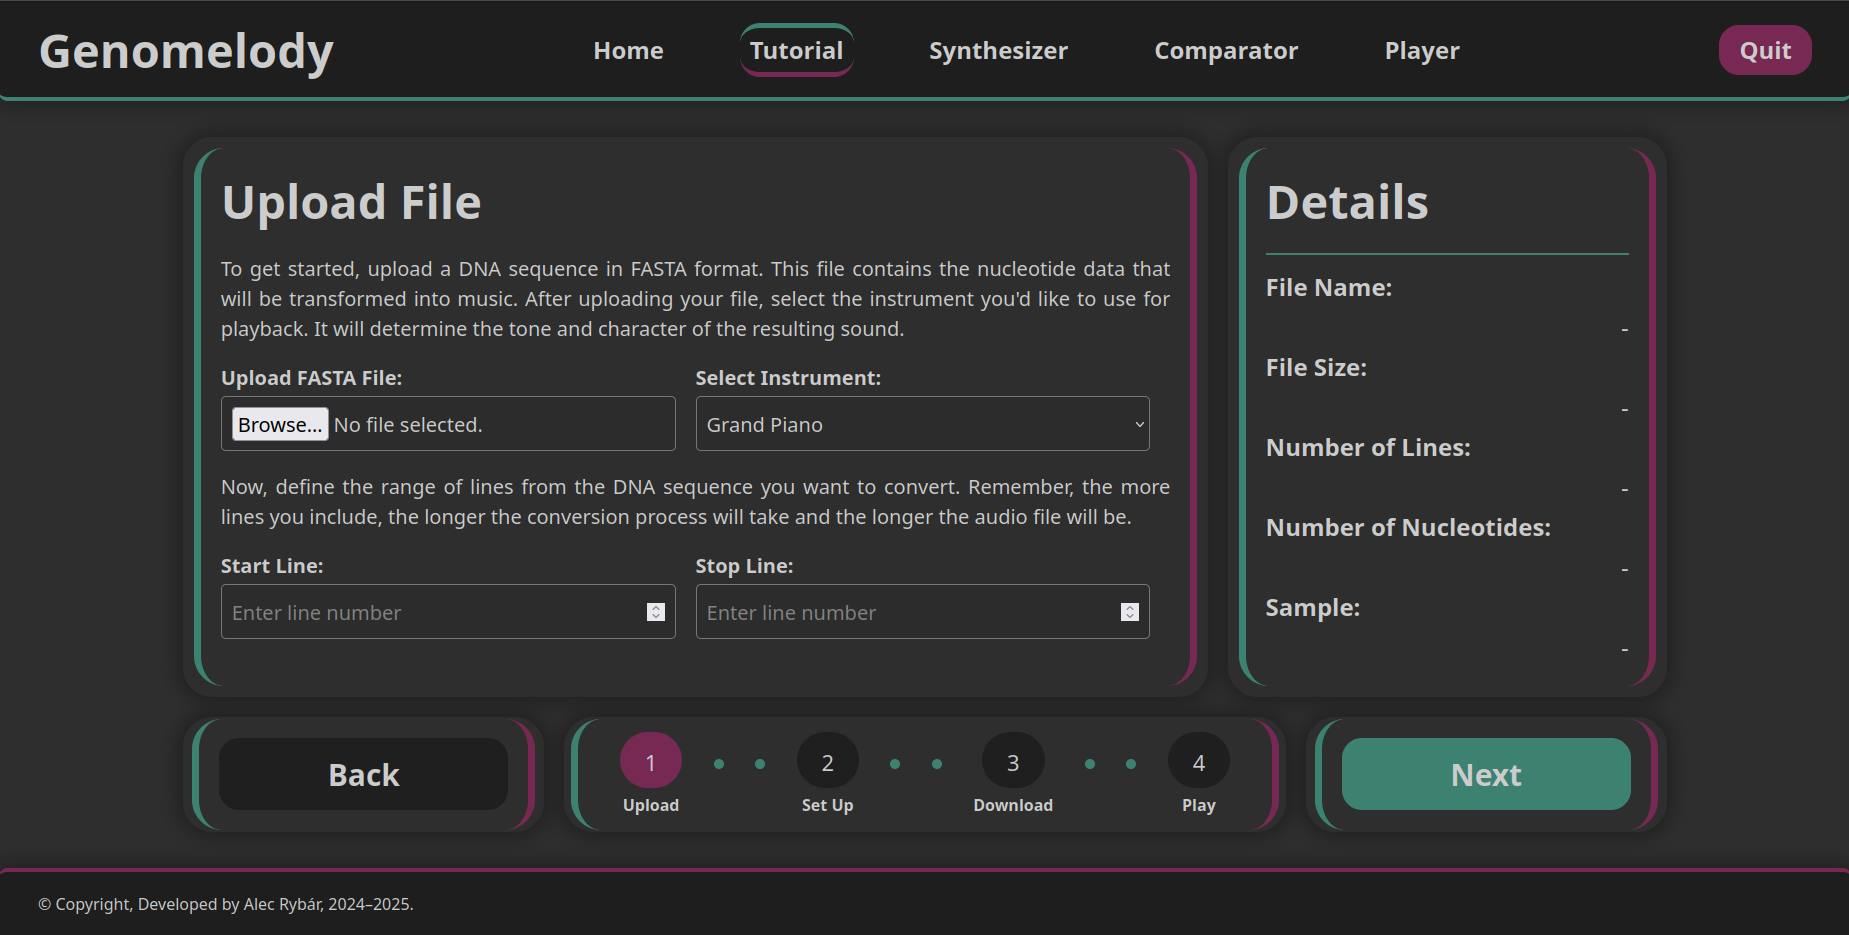 Genomelody
Home
Tutorial
Synthesizer
Comparator
Player
Quit
Upload File
To get started, upload a DNA sequence in FASTA format. This file contains the nucleotide data that
will be transformed into music. After uploading your file, select the instrument you'd like to use for
playback. It will determine the tone and character of the resulting sound.
Upload FASTA File:
Browse... No file selected.
Select Instrument:
Grand Piano
Now, define the range of lines from the DNA sequence you want to convert. Remember, the more
lines you include, the longer the conversion process will take and the longer the audio file will be.
Start Line:
Enter line number
Stop Line:
Enter line number
Details
File Name:
-
File Size:
-
Number of Lines:
-
Number of Nucleotides:
-
Sample:
-
Back
1
Upload
2
Set Up
3
Download
4
Play
Next
© Copyright, Developed by Alec Rybár, 2024–2025.